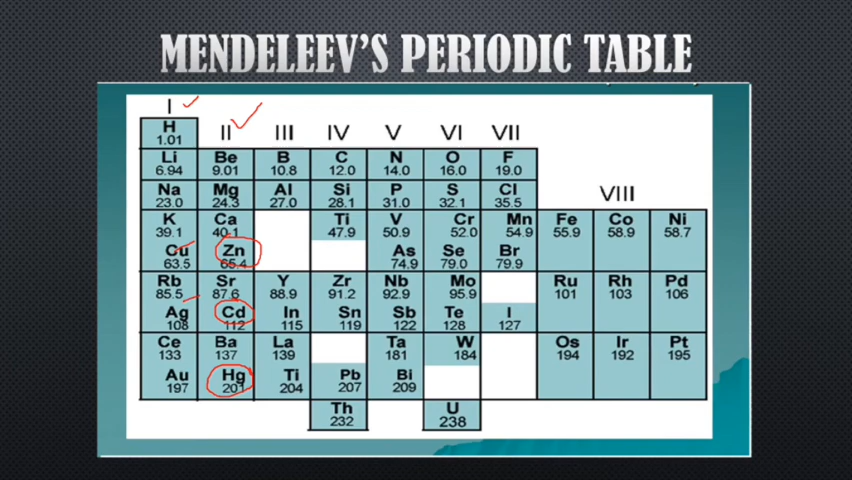 MENDELEEV'S PERIODIC TABLE
I
II III IV V VI VII
H
1.01
Li Be B C N O F
6.94 9.01 10.8 12.0 14.0 16.0 19.0
VIII
Na Mg Al Si P S Cl
23.0 24.3 27.0 28.1 31.0 32.1 35.5
K Ca Ti V Cr Mn Fe Co Ni
39.1 40.1 47.9 50.9 52.0 54.9 55.9 58.9 58.7
Cu Zn As Se Br
63.5 65.4 74.9 79.0 79.9
Rb Sr Y Zr Nb Mo Ru Rh Pd
85.5 87.6 88.9 91.2 92.9 95.9 101 103 106
Ag Cd In Sn Sb Te I
108 112 115 119 122 128 127
Ce Ba La Ta W Os Ir Pt
133 137 139 181 184 194 192 195
Au Hg Ti Pb Bi
197 201 204 207 209
Th U
232 238